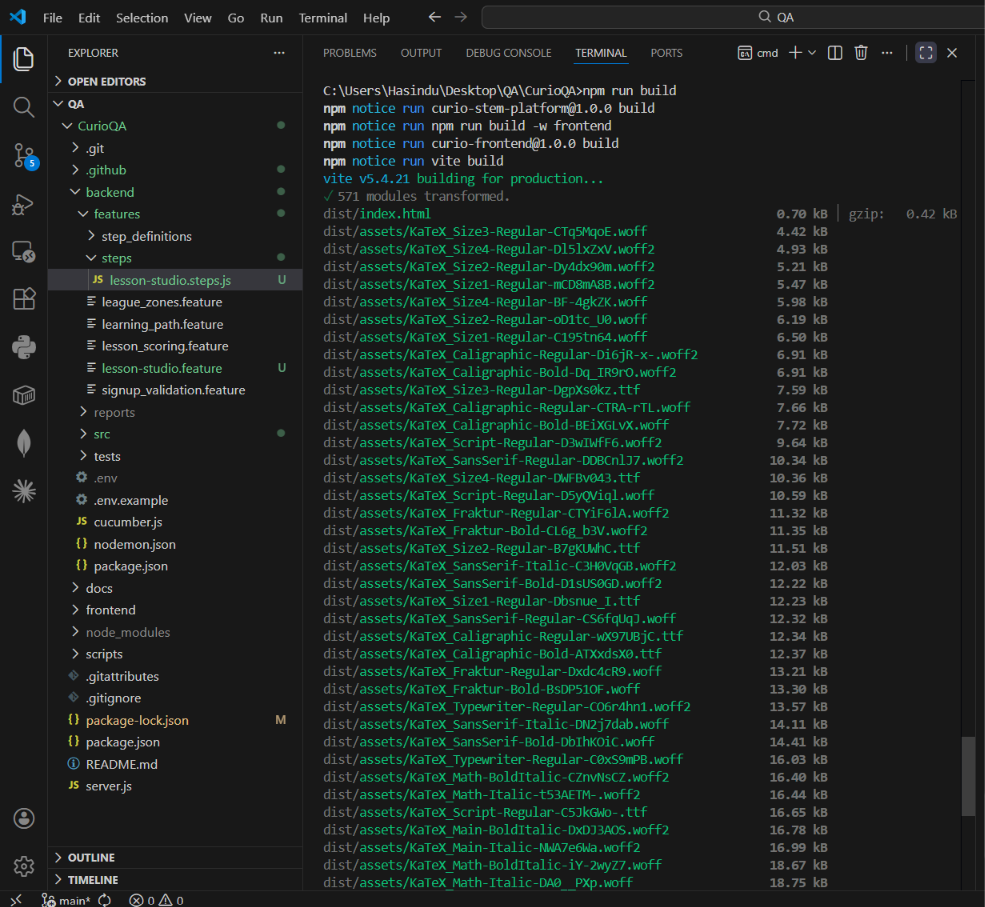 File Edit Selection View Go Run Terminal Help
QA
EXPLORER
OPEN EDITORS
QA
CurioQA
.git
.github
backend
features
step_definitions
steps
JS lesson-studio.steps.js U
league_zones.feature
learning_path.feature
lesson_scoring.feature
lesson-studio.feature U
signup_validation.feature
reports
src
tests
.env
.env.example
JS cucumber.js
{} nodemon.json
{} package.json
docs
frontend
node_modules
scripts
.gitattributes
.gitignore
{} package-lock.json M
{} package.json
README.md
JS server.js
OUTLINE
TIMELINE
5
main* 0 0
PROBLEMS OUTPUT DEBUG CONSOLE TERMINAL PORTS cmd
C:\Users\Hasindu\Desktop\QA\CurioQA>npm run build
npm notice run curio-stem-platform@1.0.0 build
npm notice run npm run build -w frontend
npm notice run curio-frontend@1.0.0 build
npm notice run vite build
vite v5.4.21 building for production...
✓ 571 modules transformed.
dist/index.html 0.70 kB │ gzip: 0.42 kB
dist/assets/KaTeX_Size3-Regular-CTq5MqoE.woff 4.42 kB
dist/assets/KaTeX_Size4-Regular-Dl5lxZxV.woff2 4.93 kB
dist/assets/KaTeX_Size2-Regular-Dy4dx90m.woff2 5.21 kB
dist/assets/KaTeX_Size1-Regular-mCD8mA8B.woff2 5.47 kB
dist/assets/KaTeX_Size4-Regular-BF-4gkZK.woff 5.98 kB
dist/assets/KaTeX_Size2-Regular-oD1tc_U0.woff 6.19 kB
dist/assets/KaTeX_Size1-Regular-C195tn64.woff 6.50 kB
dist/assets/KaTeX_Caligraphic-Regular-Di6jR-x-.woff2 6.91 kB
dist/assets/KaTeX_Caligraphic-Bold-Dq_IR9rO.woff2 6.91 kB
dist/assets/KaTeX_Size3-Regular-DgpXs0kz.ttf 7.59 kB
dist/assets/KaTeX_Caligraphic-Regular-CTRA-rTL.woff 7.66 kB
dist/assets/KaTeX_Caligraphic-Bold-BEiXGLvX.woff 7.72 kB
dist/assets/KaTeX_Script-Regular-D3wIWfF6.woff2 9.64 kB
dist/assets/KaTeX_SansSerif-Regular-DDBCnlJ7.woff2 10.34 kB
dist/assets/KaTeX_Size4-Regular-DWFBv043.ttf 10.36 kB
dist/assets/KaTeX_Script-Regular-D5yQViql.woff 10.59 kB
dist/assets/KaTeX_Fraktur-Regular-CTYiF6lA.woff2 11.32 kB
dist/assets/KaTeX_Fraktur-Bold-CL6g_b3V.woff2 11.35 kB
dist/assets/KaTeX_Size2-Regular-B7gKUWhC.ttf 11.51 kB
dist/assets/KaTeX_SansSerif-Italic-C3H0VqGB.woff2 12.03 kB
dist/assets/KaTeX_SansSerif-Bold-D1sUS0GD.woff2 12.22 kB
dist/assets/KaTeX_Size1-Regular-Dbsnue_I.ttf 12.23 kB
dist/assets/KaTeX_SansSerif-Regular-CS6fqUqJ.woff 12.32 kB
dist/assets/KaTeX_Caligraphic-Regular-wX97UBjC.ttf 12.34 kB
dist/assets/KaTeX_Caligraphic-Bold-ATXxdsX0.ttf 12.37 kB
dist/assets/KaTeX_Fraktur-Regular-Dxdc4cR9.woff 13.21 kB
dist/assets/KaTeX_Fraktur-Bold-BsDP51OF.woff 13.30 kB
dist/assets/KaTeX_Typewriter-Regular-CO6r4hn1.woff2 13.57 kB
dist/assets/KaTeX_SansSerif-Italic-DN2j7dab.woff 14.11 kB
dist/assets/KaTeX_SansSerif-Bold-DbIhKOiC.woff 14.41 kB
dist/assets/KaTeX_Typewriter-Regular-C0xS9mPB.woff 16.03 kB
dist/assets/KaTeX_Math-BoldItalic-CZnvNsCZ.woff2 16.40 kB
dist/assets/KaTeX_Math-Italic-t53AETM-.woff2 16.44 kB
dist/assets/KaTeX_Script-Regular-C5JkGWo-.ttf 16.65 kB
dist/assets/KaTeX_Main-BoldItalic-DxDJ3AOS.woff2 16.78 kB
dist/assets/KaTeX_Main-Italic-NWA7e6Wa.woff2 16.99 kB
dist/assets/KaTeX_Math-BoldItalic-iY-2wyZ7.woff 18.67 kB
dist/assets/KaTeX_Math-Italic-DA0__PXp.woff 18.75 kB